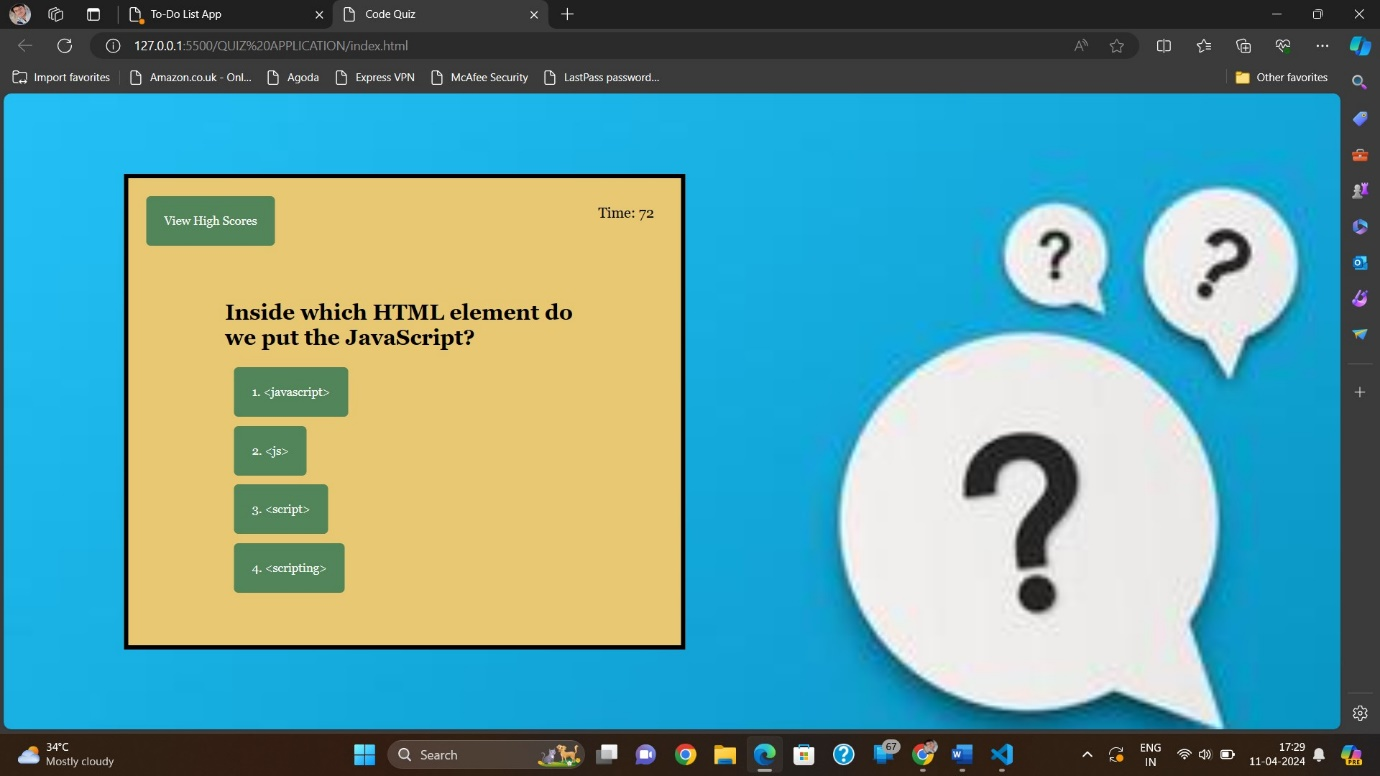 To-Do List App
Code Quiz
127.0.0.1:5500/QUIZ%20APPLICATION/index.html
Import favorites
Amazon.co.uk - Onl...
Agoda
Express VPN
McAfee Security
LastPass password...
Other favorites
View High Scores
Time: 72
Inside which HTML element do
we put the JavaScript?
1. <javascript>
2. <js>
3. <script>
4. <scripting>
?
?
?
34°C
Mostly cloudy
Search
67
ENG
IN
17:29
11-04-2024
PRE